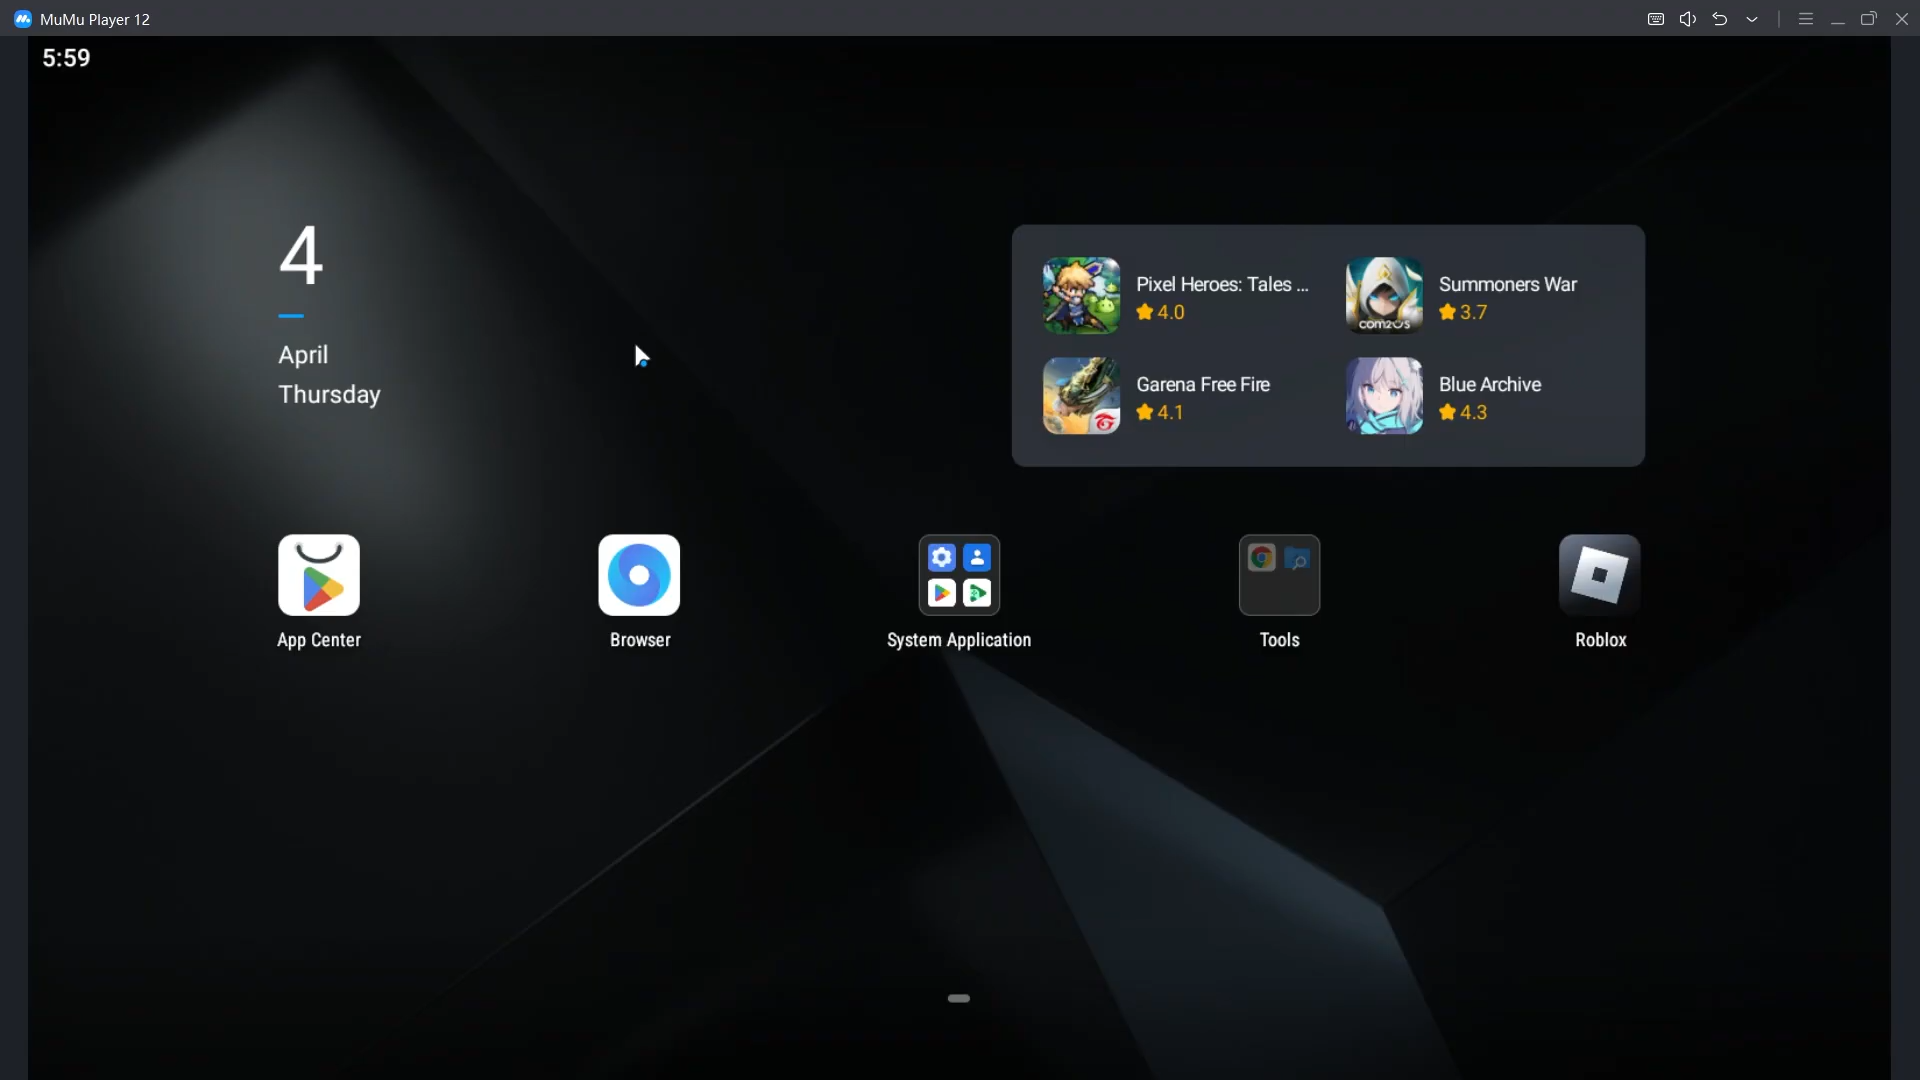 MuMu Player 12
5:59
4
April
Thursday
Pixel Heroes: Tales ...
4.0
Summoners War
3.7
com2us
Garena Free Fire
4.1
Blue Archive
4.3
App Center
Browser
System Application
Tools
Roblox